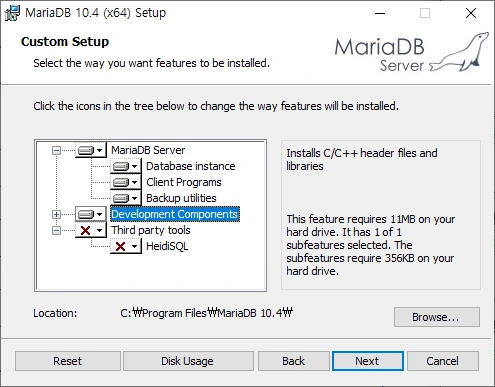 MariaDB 10.4 (x64) Setup
Custom Setup
Select the way you want features to be installed.
MariaDB
Server
Click the icons in the tree below to change the way features will be installed.
MariaDB Server
Database instance
Client Programs
Backup utilities
Development Components
Third party tools
HeidiSQL
Installs C/C++ header files and
libraries
This feature requires 11MB on your
hard drive. It has 1 of 1
subfeatures selected. The
subfeatures require 356KB on your
hard drive.
Location: C:₩Program Files₩MariaDB 10.4₩
Browse...
Reset Disk Usage Back Next Cancel